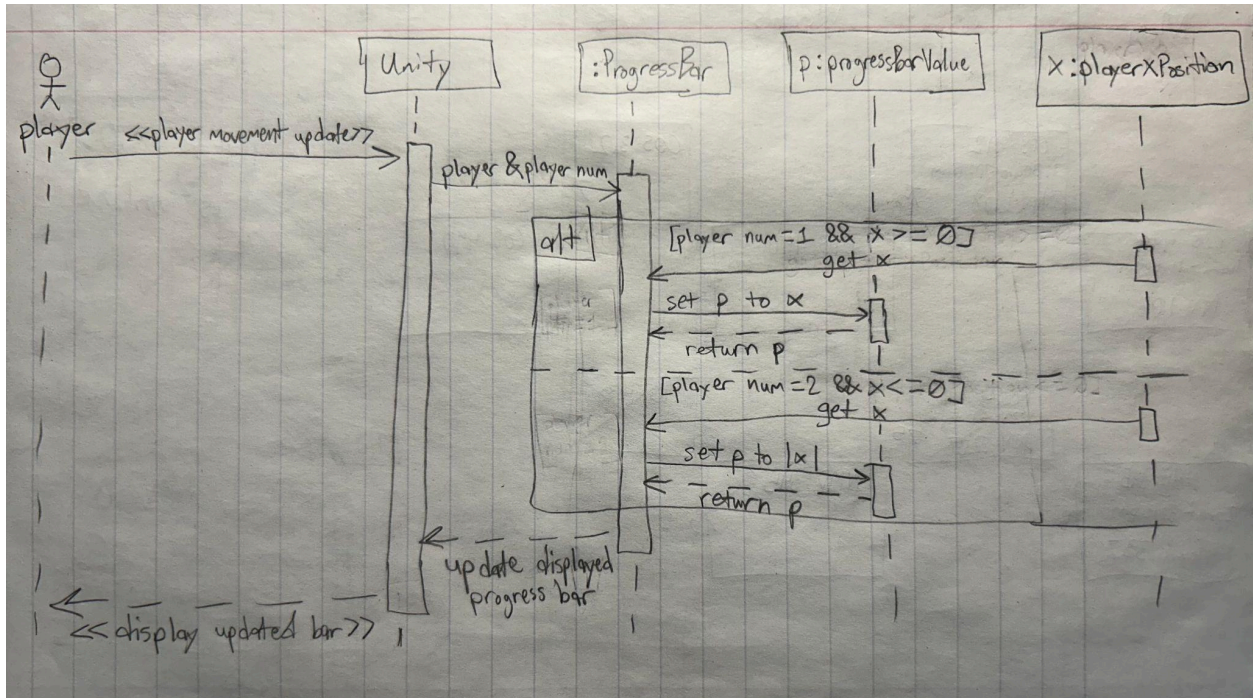 Unity
:ProgressBar
p:progressBarValue
x:playerXPosition
player
<<player movement update>>
player & player num
alt
[player num=1 && x >= 0]
get x
set p to x
return p
[player num=2 && x<=0]
get x
set p to |x|
return p
update displayed
progress bar
<<display updated bar>>